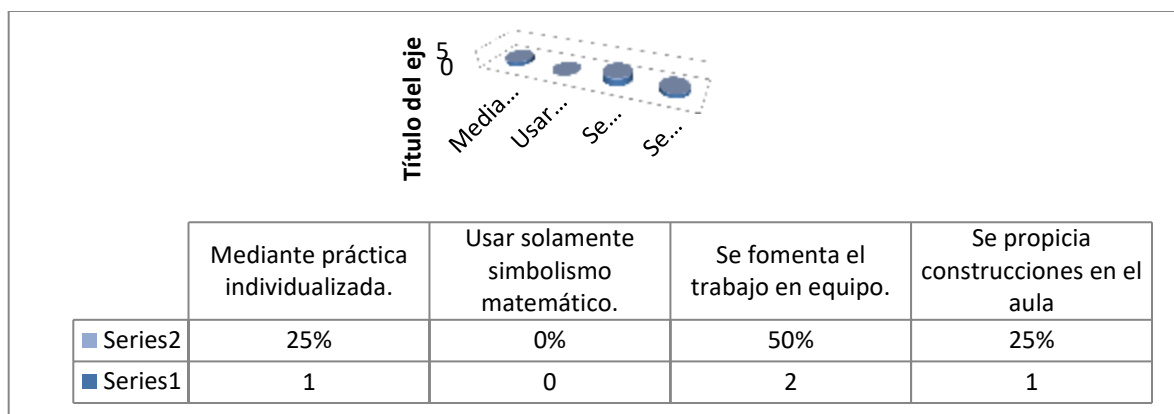 Título del eje
5
0
Media...
Usar...
Se...
Se...
Mediante práctica
individualizada.
Usar solamente
simbolismo
matemático.
Se fomenta el
trabajo en equipo.
Se propicia
construcciones en el
aula
Series2 25% 0% 50% 25%
Series1 1 0 2 1